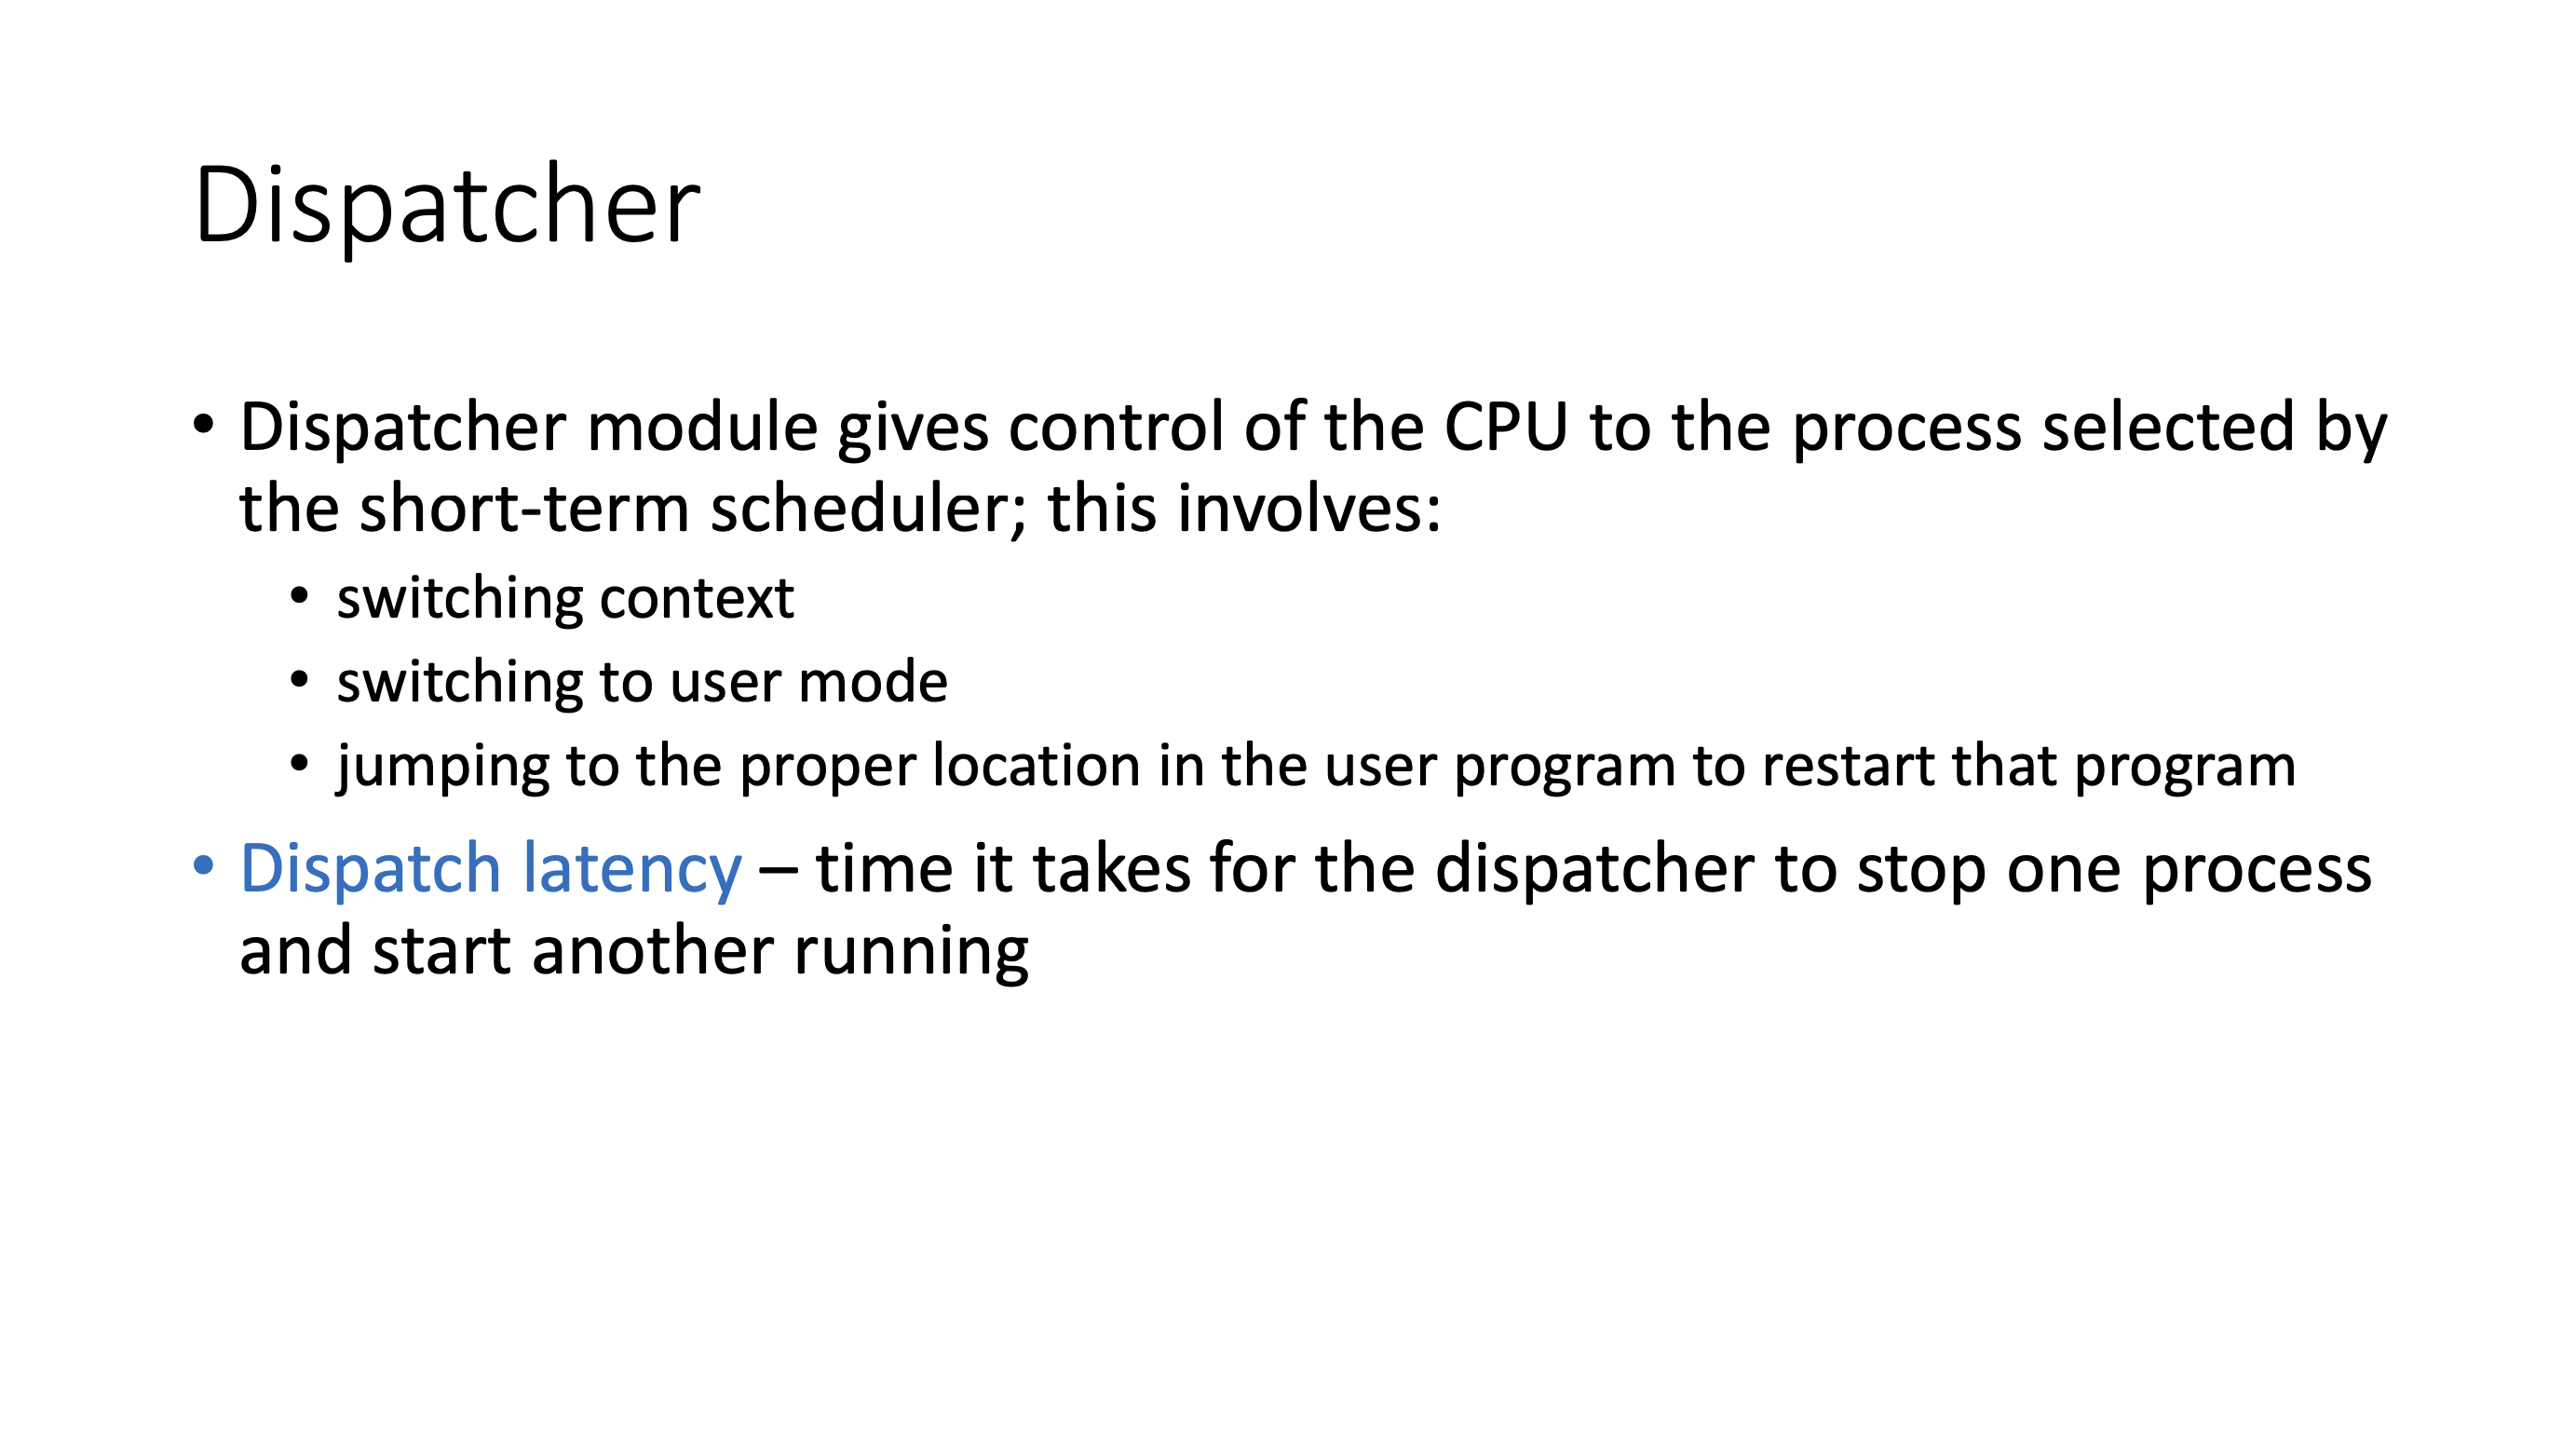 Dispatcher
• Dispatcher module gives control of the CPU to the process selected by
the short-term scheduler; this involves:
• switching context
• switching to user mode
• jumping to the proper location in the user program to restart that program
• Dispatch latency – time it takes for the dispatcher to stop one process
and start another running